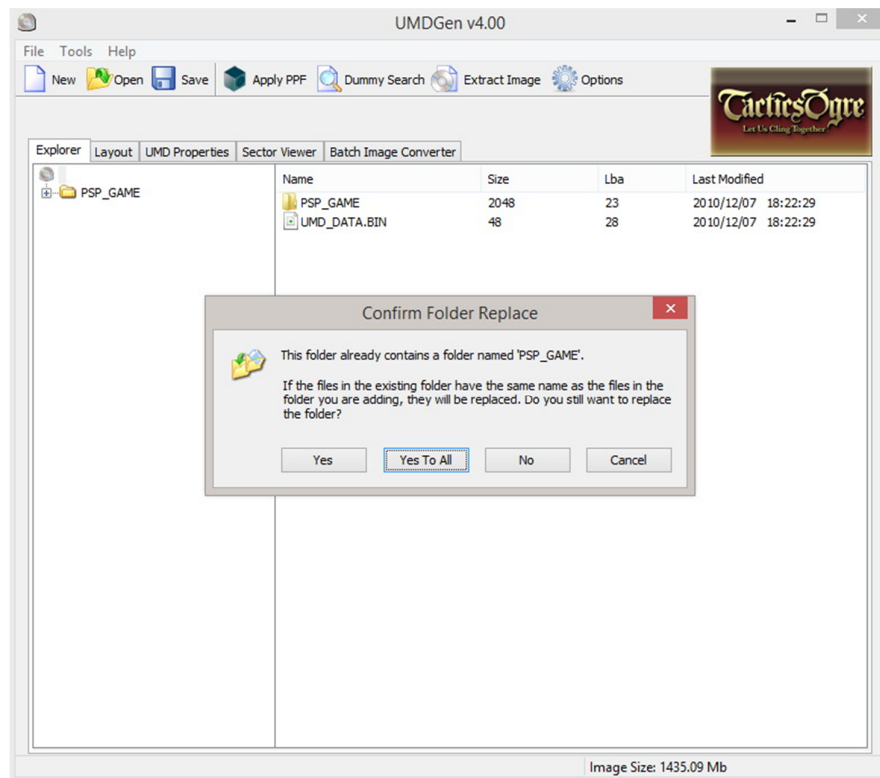 UMDGen v4.00
File Tools Help
New Open Save Apply PPF Dummy Search Extract Image Options
TacticsOgre
Let Us Cling Together
Explorer Layout UMD Properties Sector Viewer Batch Image Converter
PSP_GAME
Name Size Lba Last Modified
PSP_GAME 2048 23 2010/12/07 18:22:29
UMD_DATA.BIN 48 28 2010/12/07 18:22:29
Confirm Folder Replace
This folder already contains a folder named 'PSP_GAME'.
If the files in the existing folder have the same name as the files in the
folder you are adding, they will be replaced. Do you still want to replace
the folder?
Yes Yes To All No Cancel
Image Size: 1435.09 Mb